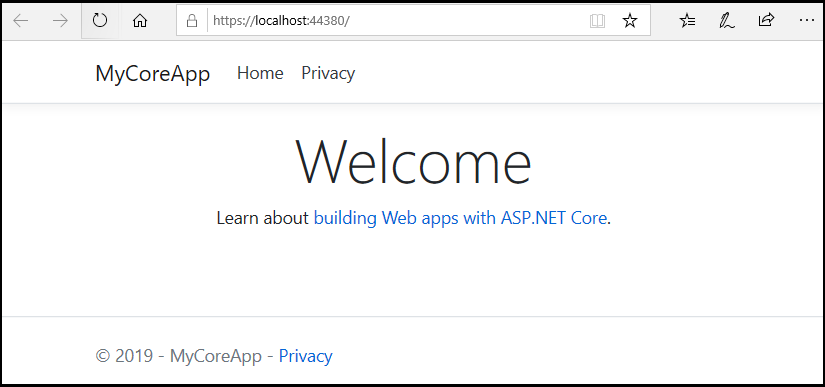 https://localhost:44380/
MyCoreApp Home Privacy
Welcome
Learn about building Web apps with ASP.NET Core.
© 2019 - MyCoreApp - Privacy